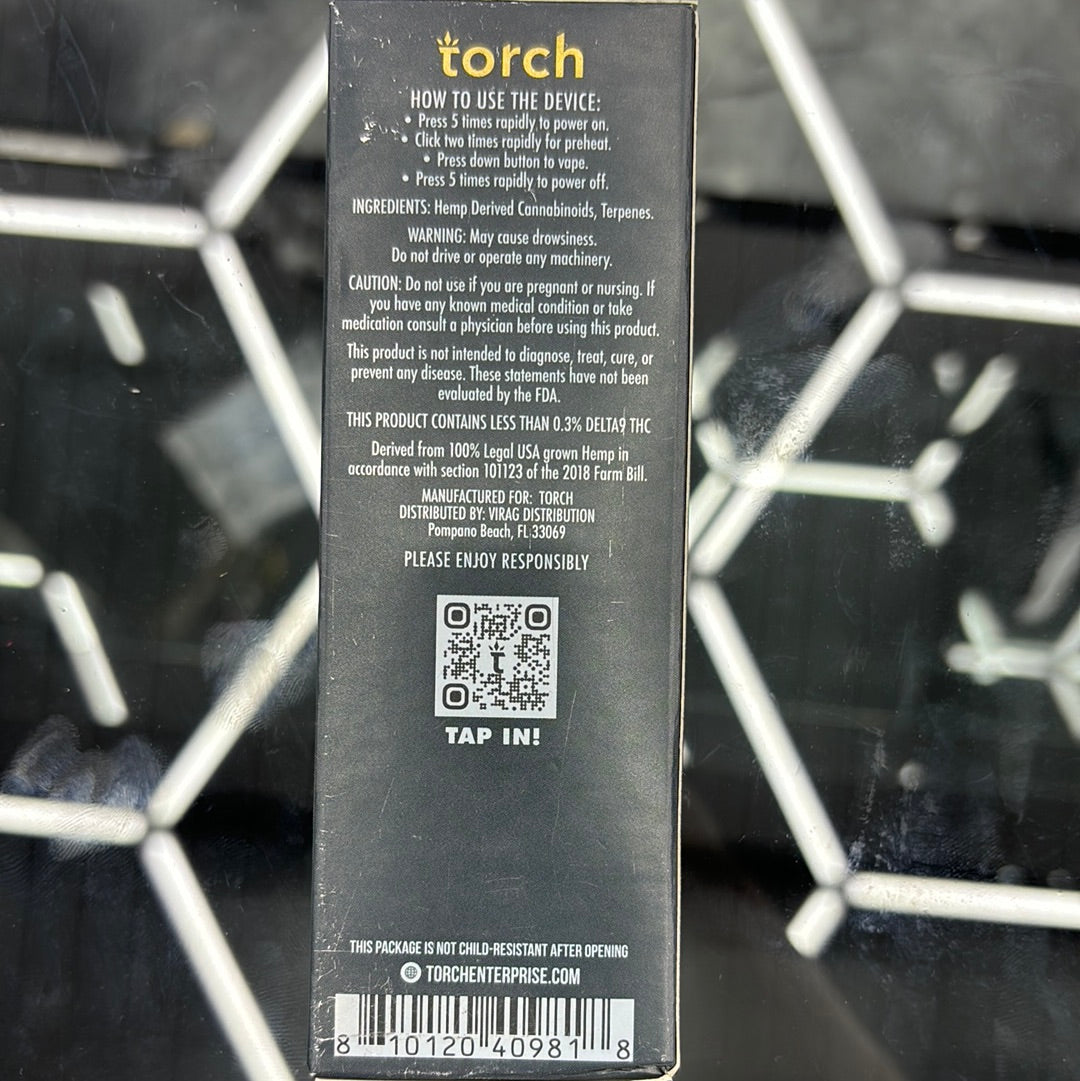 torch
HOW TO USE THE DEVICE:
• Press 5 times rapidly to power on.
• Click two times rapidly for preheat.
• Press down button to vape.
• Press 5 times rapidly to power off.
INGREDIENTS: Hemp Derived Cannabinoids, Terpenes.
WARNING: May cause drowsiness.
Do not drive or operate any machinery.
CAUTION: Do not use if you are pregnant or nursing. If
you have any known medical condition or take
medication consult a physician before using this product.
This product is not intended to diagnose, treat, cure, or
prevent any disease. These statements have not been
evaluated by the FDA.
THIS PRODUCT CONTAINS LESS THAN 0.3% DELTA9 THC
Derived from 100% Legal USA grown Hemp in
accordance with section 101123 of the 2018 Farm Bill.
MANUFACTURED FOR: TORCH
DISTRIBUTED BY: VIRAG DISTRIBUTION
Pompano Beach, FL 33069
PLEASE ENJOY RESPONSIBLY
t
TAP IN!
THIS PACKAGE IS NOT CHILD-RESISTANT AFTER OPENING
TORCHENTERPRISE.COM
8 10120 40981 8